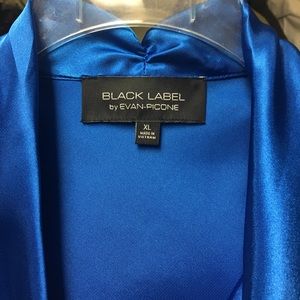 BLACK LABEL
by EVAN-PICONE
XL
MADE IN
VIETNAM